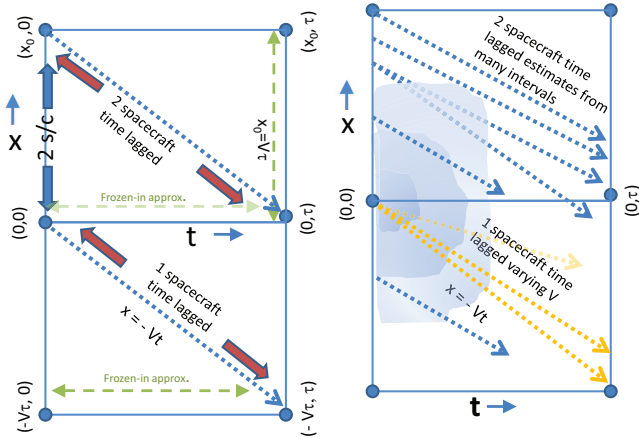 (x₀, 0)
(x₀, τ)
x
2 s/c
2 spacecraft
time lagged
x₀=Vτ
Frozen-in approx.
(0,0)
t
(0,τ)
1 spacecraft
time lagged
x = - Vt
Frozen-in approx.
(-Vτ, 0)
(- Vτ, τ)
2 spacecraft time
lagged estimates from
many intervals
x
(0,0)
(0,τ)
1 spacecraft time
lagged varying V
x = - Vt
t